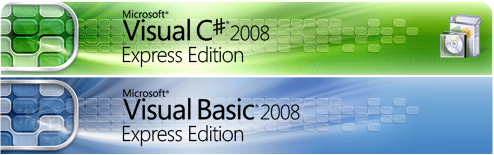 Microsoft®
Visual C#® 2008
Express Edition
Microsoft®
Visual Basic® 2008
Express Edition